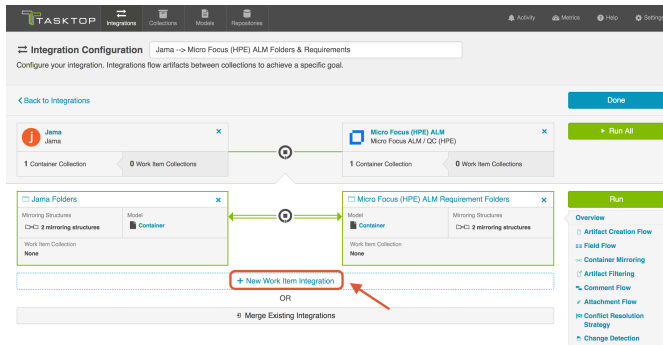 TASKTOP
Integrations
Collections
Models
Repositories
Activity
Metrics
Help
Settings
Integration Configuration
Jama --> Micro Focus (HPE) ALM Folders & Requirements
Configure your integration. Integrations flow artifacts between collections to achieve a specific goal.
Back to Integrations
Done
Jama
Jama
×
Micro Focus (HPE) ALM
Micro Focus ALM / QC (HPE)
×
Run All
1 Container Collection
0 Work Item Collections
1 Container Collection
0 Work Item Collections
Jama Folders
×
Micro Focus (HPE) ALM Requirement Folders
×
Run
Mirroring Structures
2 mirroring structures
Model
Container
Model
Container
Mirroring Structures
2 mirroring structures
Work Item Collection
None
Work Item Collection
None
+ New Work Item Integration
OR
Merge Existing Integrations
Overview
Artifact Creation Flow
Field Flow
Container Mirroring
Artifact Filtering
Comment Flow
Attachment Flow
Conflict Resolution
Strategy
Change Detection